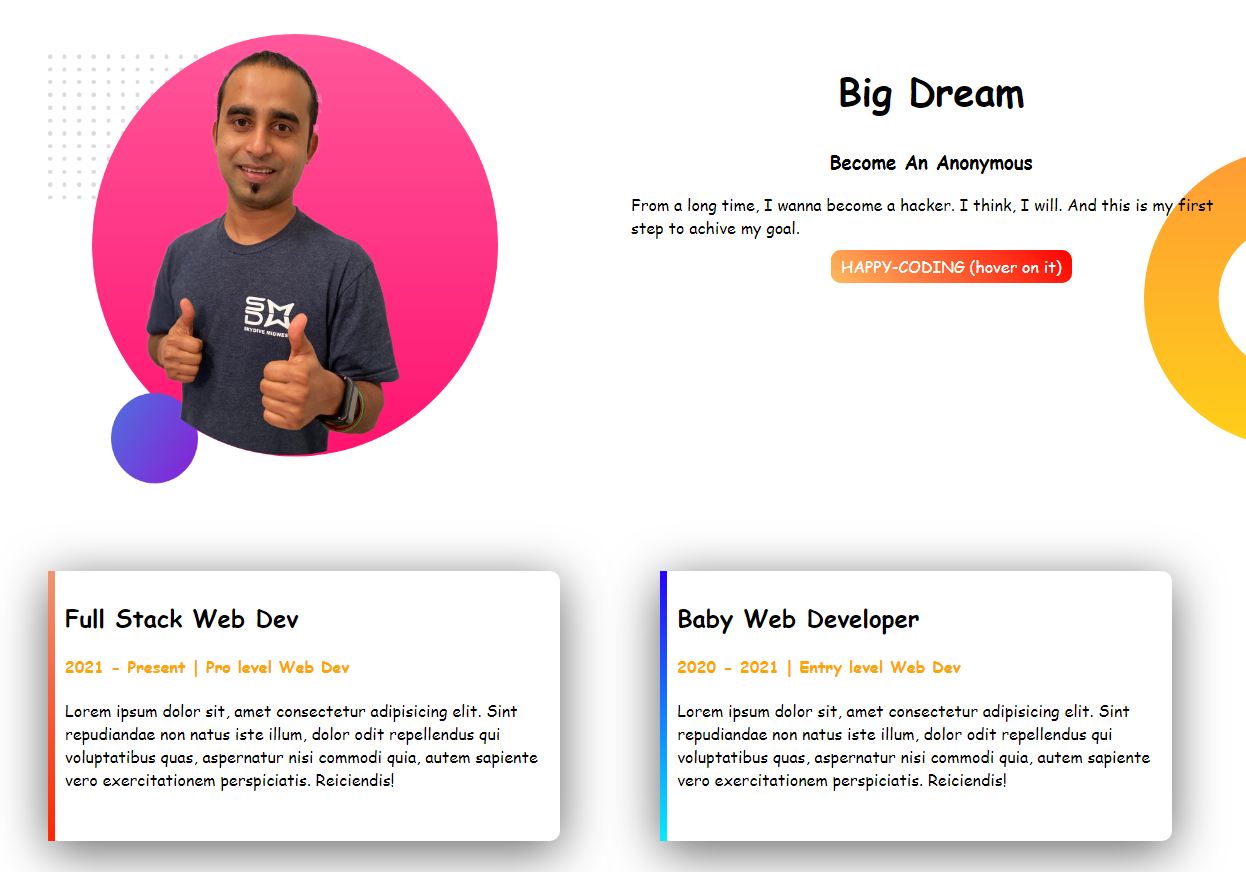 Big Dream
Become An Anonymous
From a long time, I wanna become a hacker. I think, I will. And this is my first
step to achive my goal.
HAPPY-CODING (hover on it)
SKYDIVE MIDWES
Full Stack Web Dev
2021 - Present | Pro level Web Dev
Lorem ipsum dolor sit, amet consectetur adipisicing elit. Sint
repudiandae non natus iste illum, dolor odit repellendus qui
voluptatibus quas, aspernatur nisi commodi quia, autem sapiente
vero exercitationem perspiciatis. Reiciendis!
Baby Web Developer
2020 - 2021 | Entry level Web Dev
Lorem ipsum dolor sit, amet consectetur adipisicing elit. Sint
repudiandae non natus iste illum, dolor odit repellendus qui
voluptatibus quas, aspernatur nisi commodi quia, autem sapiente
vero exercitationem perspiciatis. Reiciendis!